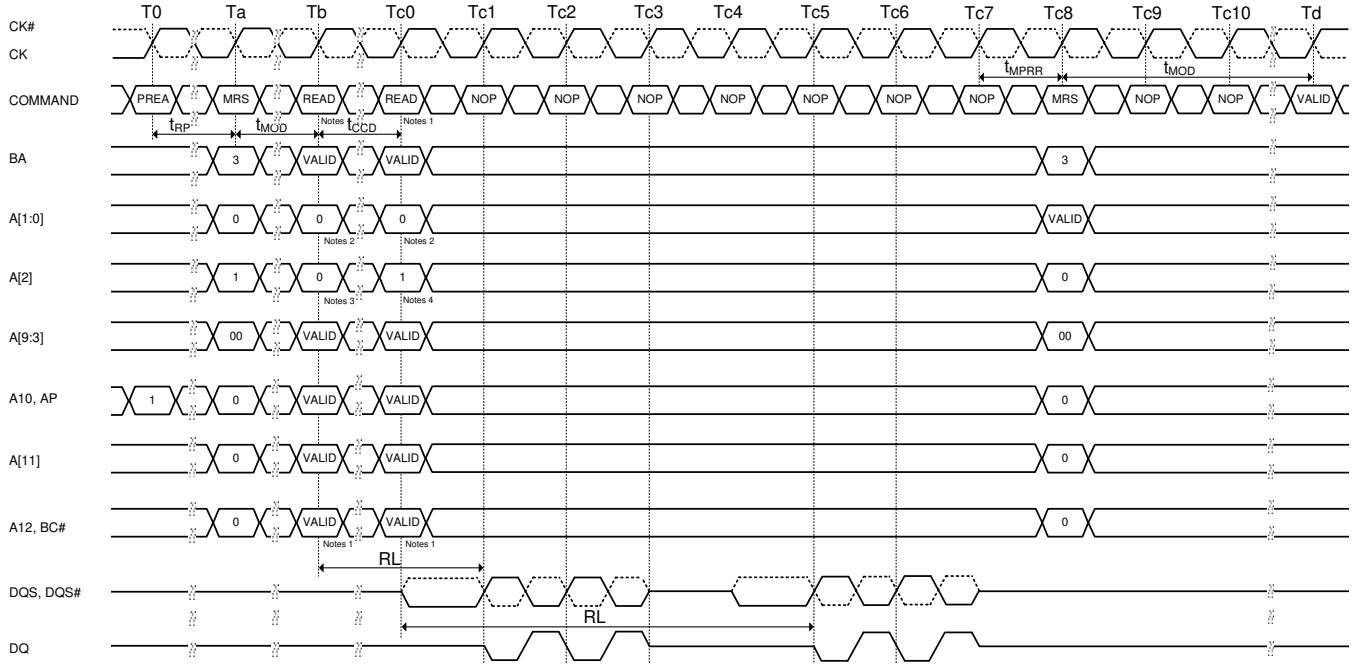 T0 Ta Tb Tc0 Tc1 Tc2 Tc3 Tc4 Tc5 Tc6 Tc7 Tc8 Tc9 Tc10 Td
CK#
CK
tMPRR tMOD
COMMAND PREA MRS READ READ NOP NOP NOP NOP NOP NOP NOP MRS NOP NOP VALID
Notes 1
tRP tMOD tCCD
BA 3 VALID VALID 3
A[1:0] 0 0 0 VALID
Notes 2 Notes 2
A[2] 1 0 1 0
Notes 3 Notes 4
A[9:3] 00 VALID VALID 00
A10, AP 1 0 VALID VALID 0
A[11] 0 VALID VALID 0
A12, BC# 0 VALID VALID 0
Notes 1 Notes 1
RL
DQS, DQS#
RL
DQ